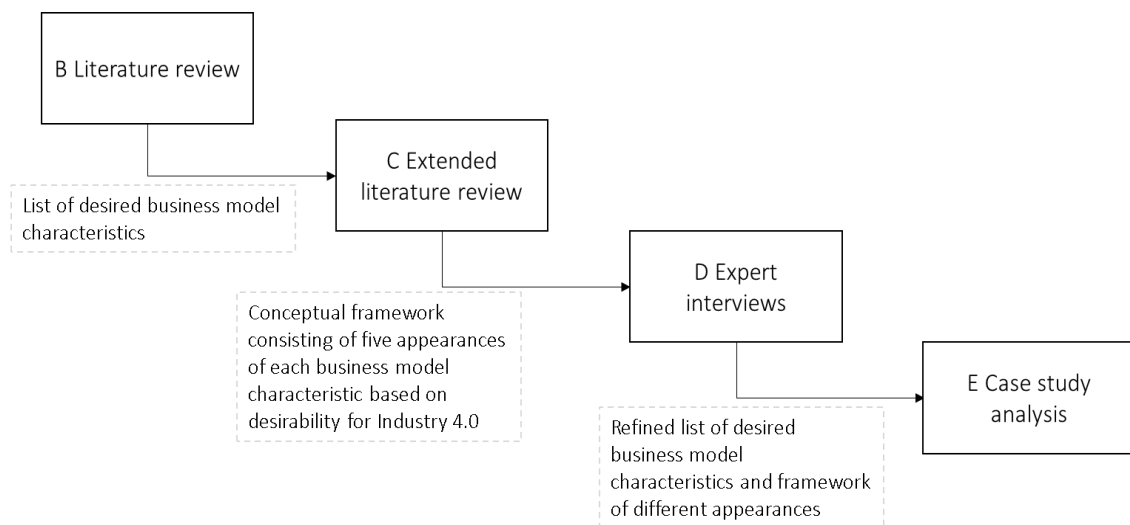 B Literature review
C Extended
literature review
List of desired business model
characteristics
D Expert
interviews
Conceptual framework
consisting of five appearances
of each business model
characteristic based on
desirability for Industry 4.0
E Case study
analysis
Refined list of desired
business model
characteristics and framework
of different appearances